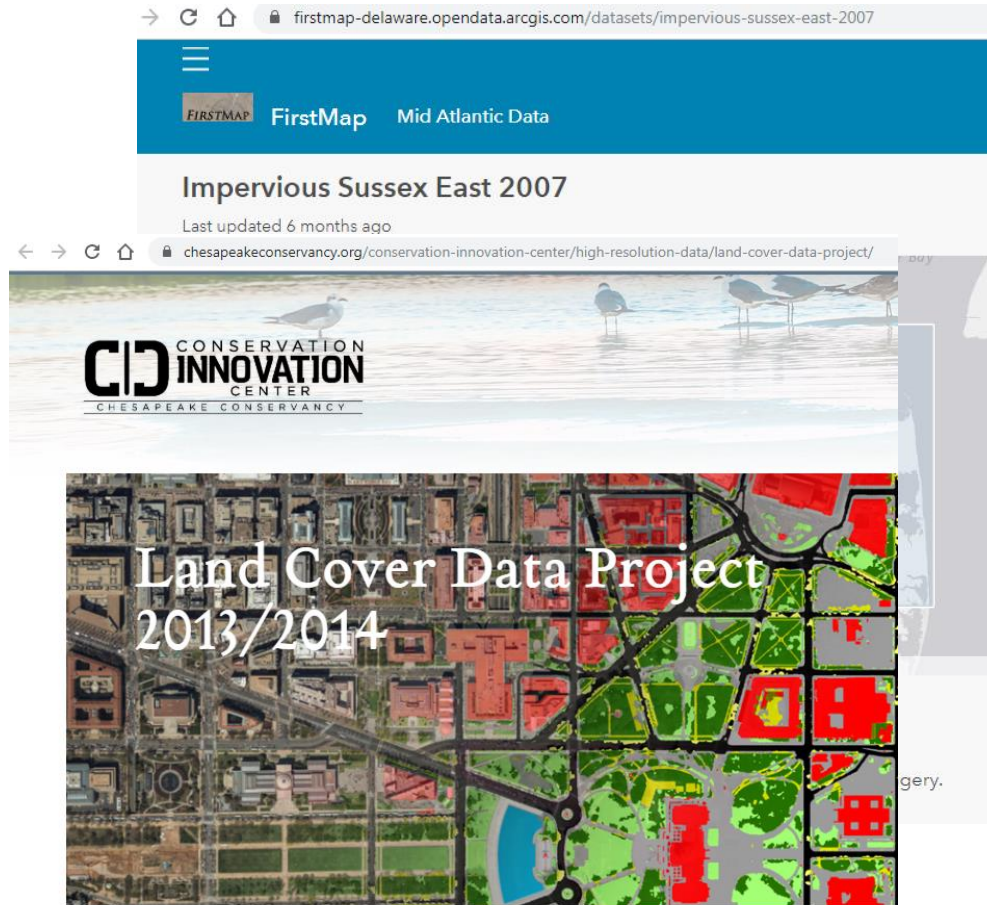 firstmap-delaware.opendata.arcgis.com/datasets/impervious-sussex-east-2007
FIRSTMAP FirstMap Mid Atlantic Data
Impervious Sussex East 2007
Last updated 6 months ago
chesapeakeconservancy.org/conservation-innovation-center/high-resolution-data/land-cover-data-project/
Bay
CONSERVATION
INNOVATION
CENTER
CHESAPEAKE CONSERVANCY
Land Cover Data Project
2013/2014
gery.